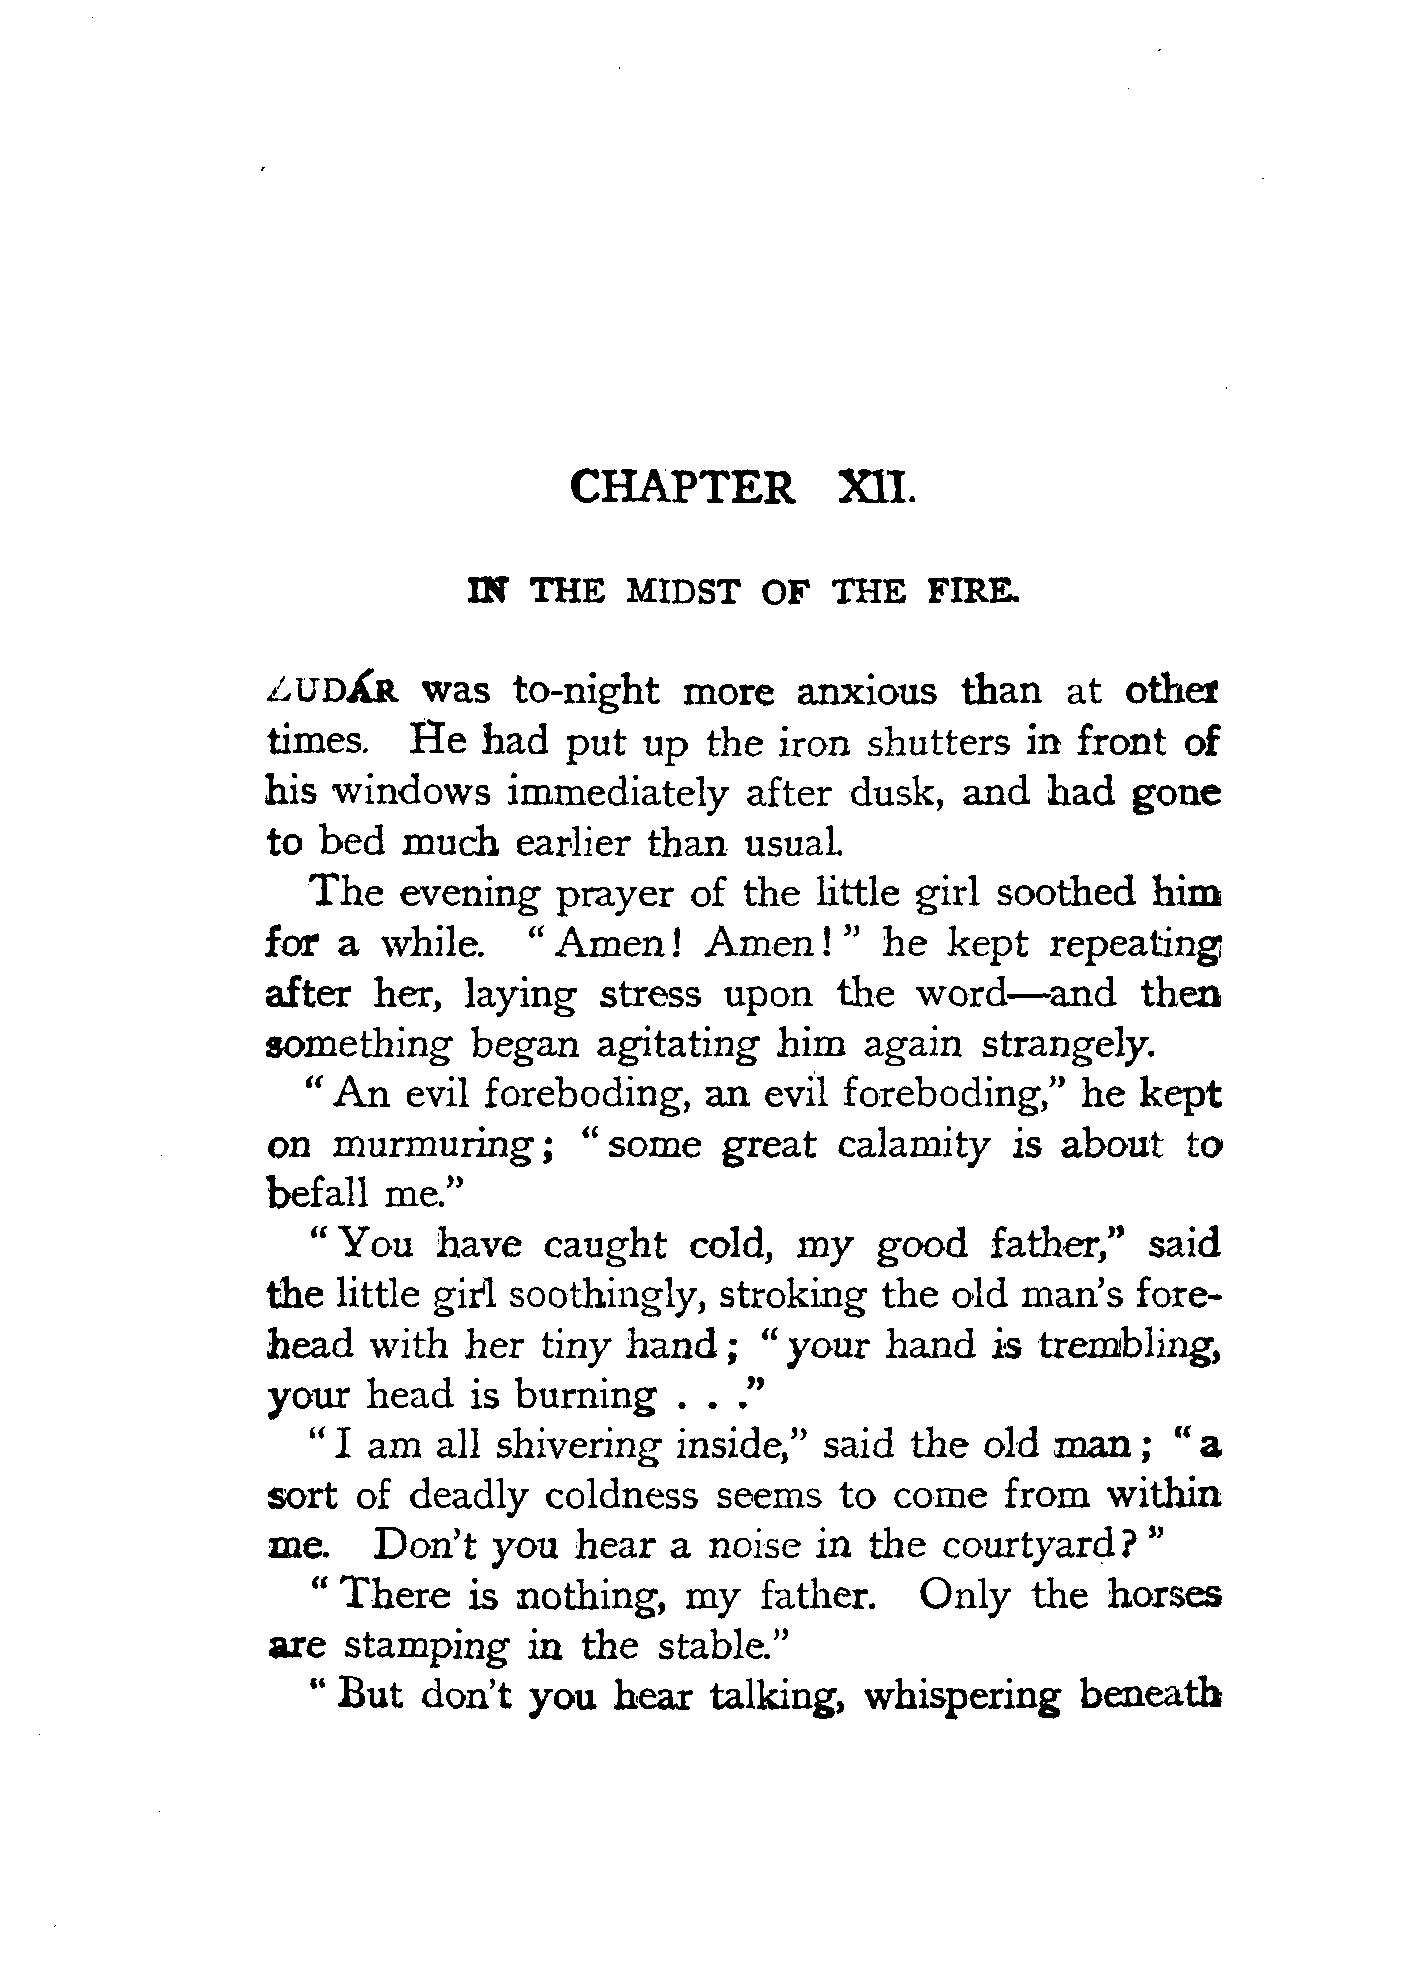 CHAPTER XII.
IN THE MIDST OF THE FIRE.
LUDÁR was to-night more anxious than at other
times. He had put up the iron shutters in front of
his windows immediately after dusk, and had gone
to bed much earlier than usual.
The evening prayer of the little girl soothed him
for a while. "Amen! Amen!" he kept repeating
after her, laying stress upon the word—and then
something began agitating him again strangely.
"An evil foreboding, an evil foreboding," he kept
on murmuring; "some great calamity is about to
befall me."
"You have caught cold, my good father," said
the little girl soothingly, stroking the old man's fore-
head with her tiny hand; "your hand is trembling,
your head is burning . . ."
"I am all shivering inside," said the old man; "a
sort of deadly coldness seems to come from within
me. Don't you hear a noise in the courtyard?"
"There is nothing, my father. Only the horses
are stamping in the stable."
"But don't you hear talking, whispering beneath